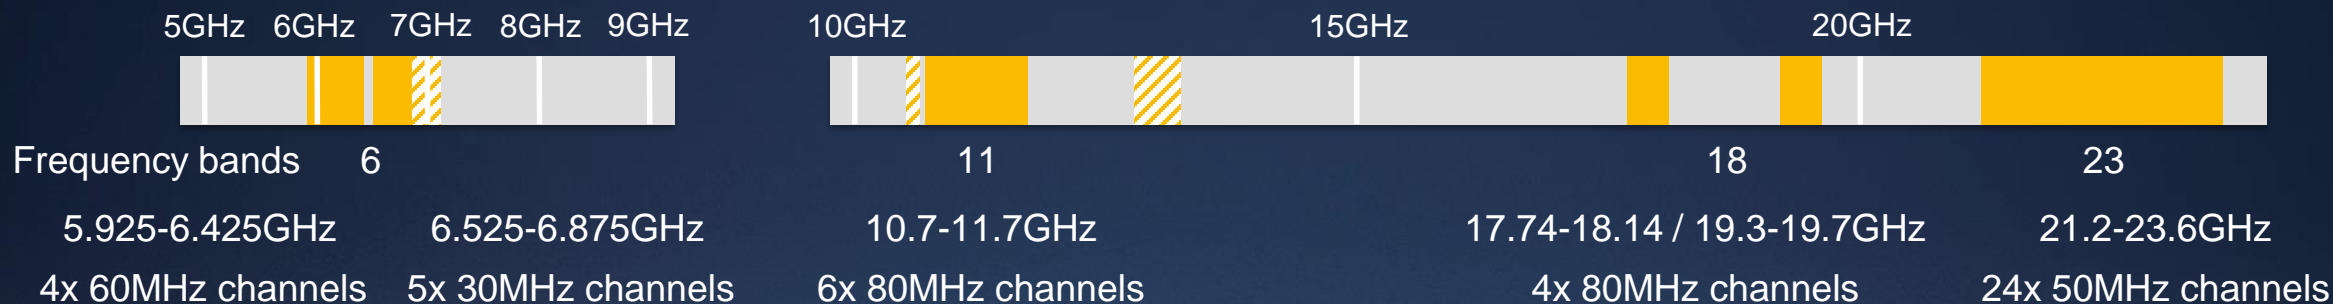 5GHz 6GHz 7GHz 8GHz 9GHz 10GHz 15GHz 20GHz
Frequency bands 6 11 18 23
5.925-6.425GHz 6.525-6.875GHz 10.7-11.7GHz 17.74-18.14 / 19.3-19.7GHz 21.2-23.6GHz
4x 60MHz channels 5x 30MHz channels 6x 80MHz channels 4x 80MHz channels 24x 50MHz channels